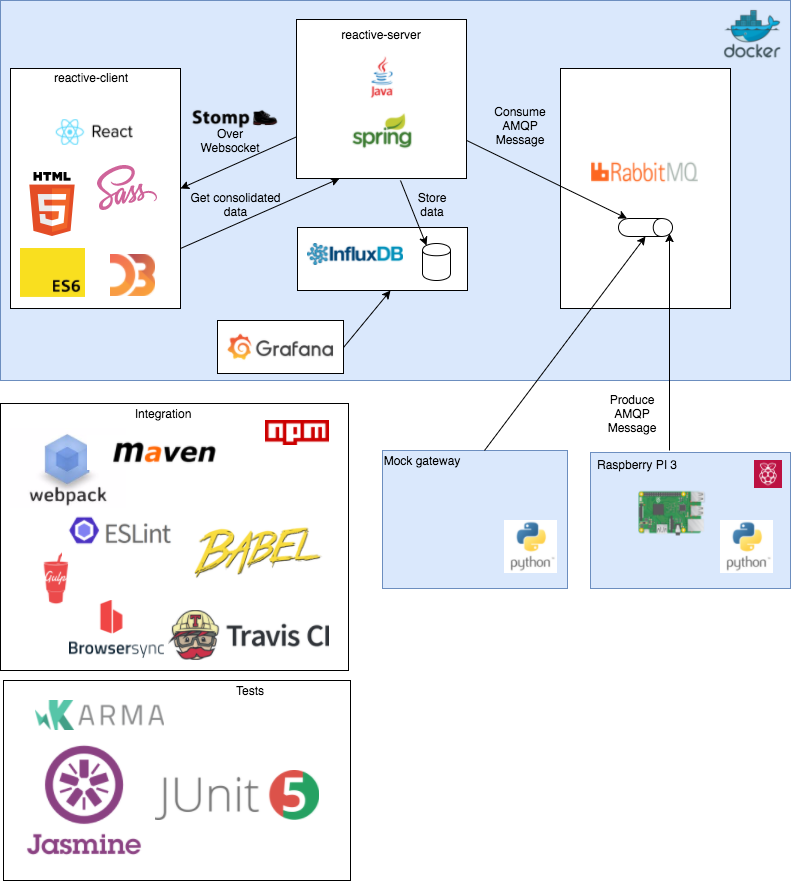 docker
reactive-server
Java
spring
reactive-client
React
HTML
5
Sass
ES6
Stomp
Over
Websocket
Get consolidated
data
Store
data
Consume
AMQP
Message
RabbitMQ
InfluxDB
Grafana
Produce
AMQP
Message
Integration
npm
webpack
maven
ESLint
BABEL
Gulp
Browsersync
T
Travis CI
Mock gateway
python
Raspberry PI 3
python
Tests
KARMA
Jasmine
JUnit 5